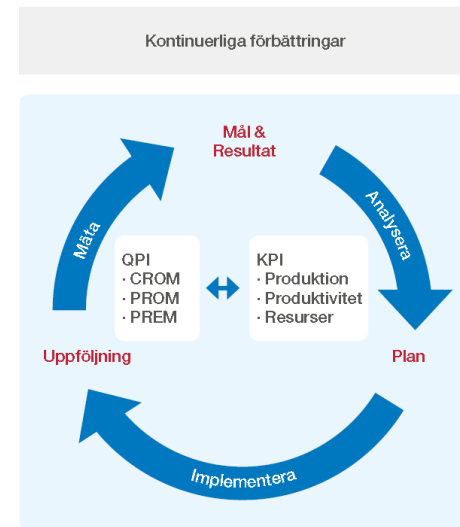 Kontinuerliga förbättringar
Mål &
Resultat
Analysera
Mäta
QPI
· CROM
· PROM
· PREM
KPI
· Produktion
· Produktivitet
· Resurser
Uppföljning
Plan
Implementera